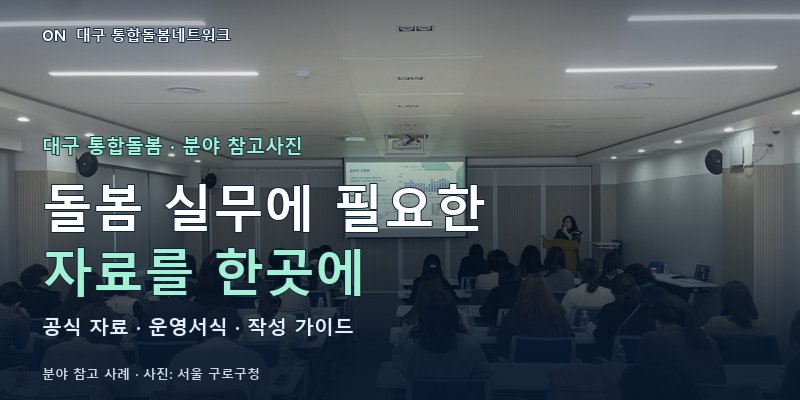 ON 대구 통합돌봄네트워크
대구 통합돌봄 · 분야 참고사진
돌봄 실무에 필요한
자료를 한곳에
공식 자료 · 운영서식 · 작성 가이드
분야 참고 사례 · 사진: 서울 구로구청